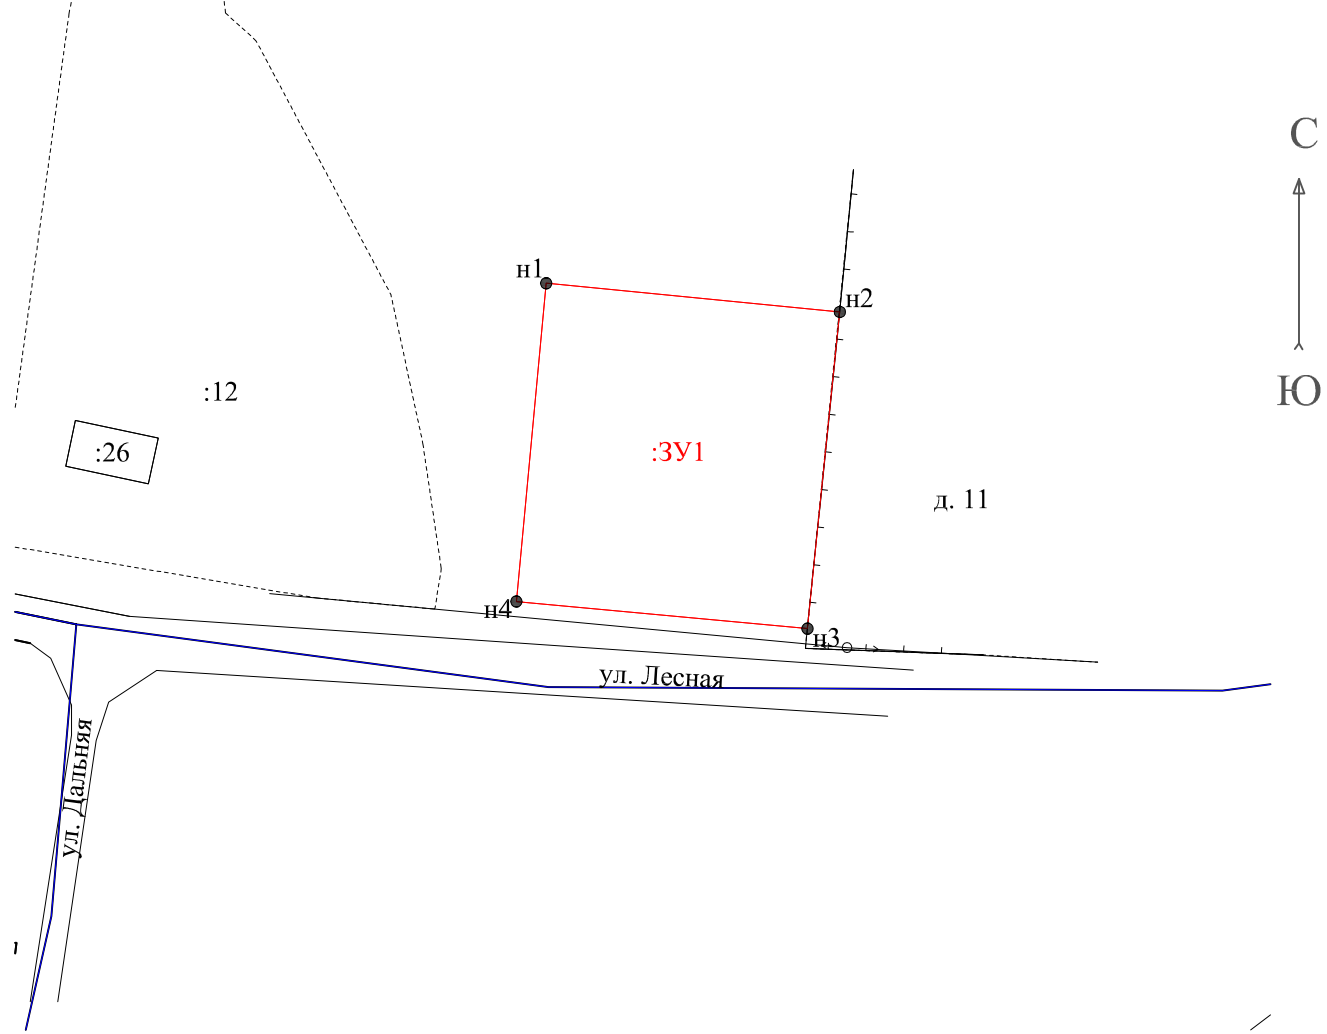 С
н1
н2
Ю
:12
:26
:ЗУ1
д. 11
н4
н3
ул. Лесная
ул. Дальняя